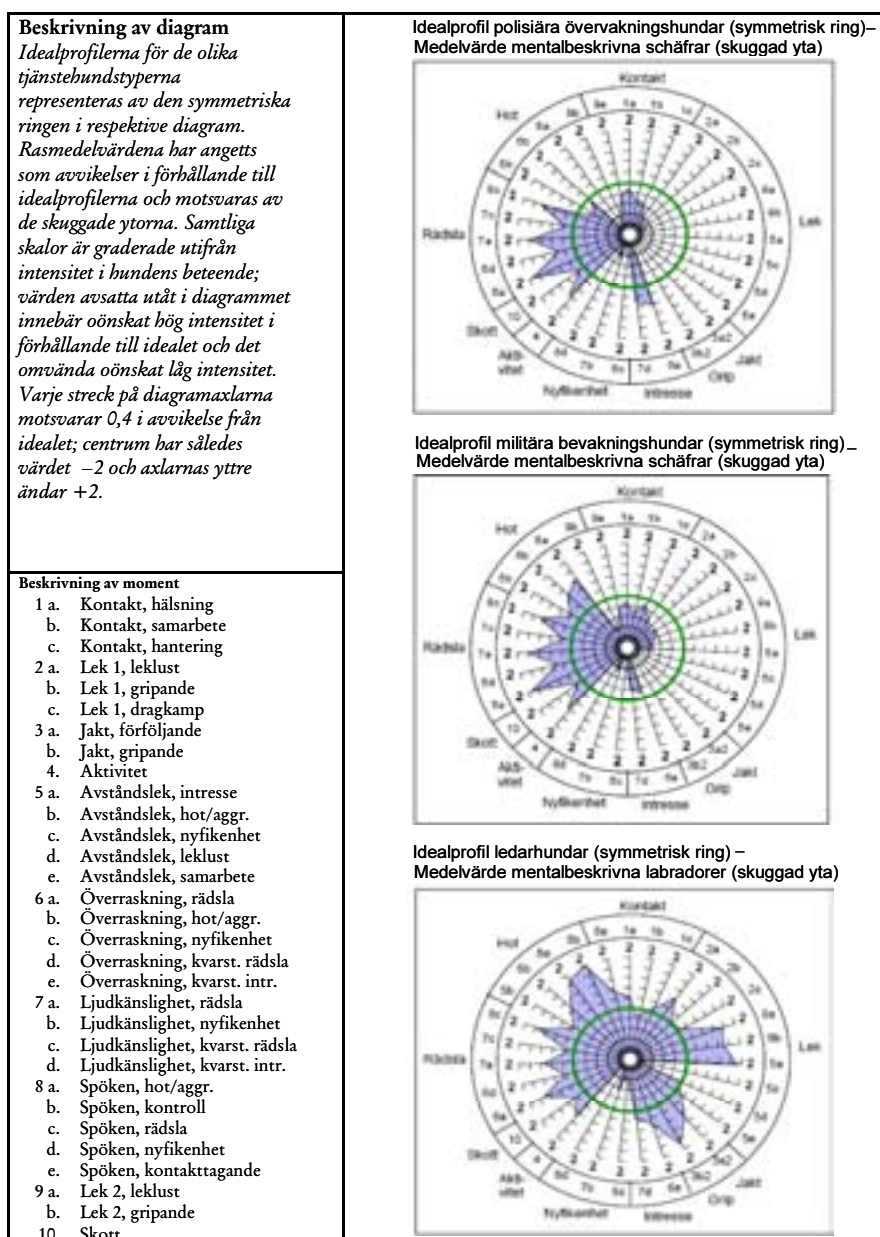 Beskrivning av diagram
Idealprofilerna för de olika
tjänstehundstyperna
representeras av den symmetriska
ringen i respektive diagram.
Rasmedelvärdena har angetts
som avvikelser i förhållande till
idealprofilerna och motsvaras av
de skuggade ytorna. Samtliga
skalor är graderade utifrån
intensitet i hundens beteende;
värden avsatta utåt i diagrammet
innebär oönskat hög intensitet i
förhållande till idealet och det
omvända oönskat låg intensitet.
Varje streck på diagramaxlarna
motsvarar 0,4 i avvikelse från
idealet; centrum har således
värdet –2 och axlarnas yttre
ändar +2.
Beskrivning av moment
1 a. Kontakt, hälsning
b. Kontakt, samarbete
c. Kontakt, hantering
2 a. Lek 1, leklust
b. Lek 1, gripande
c. Lek 1, dragkamp
3 a. Jakt, förföljande
b. Jakt, gripande
4. Aktivitet
5 a. Avståndslek, intresse
b. Avståndslek, hot/aggr.
c. Avståndslek, nyfikenhet
d. Avståndslek, leklust
e. Avståndslek, samarbete
6 a. Överraskning, rädsla
b. Överraskning, hot/aggr.
c. Överraskning, nyfikenhet
d. Överraskning, kvarst. rädsla
e. Överraskning, kvarst. intr.
7 a. Ljudkänslighet, rädsla
b. Ljudkänslighet, nyfikenhet
c. Ljudkänslighet, kvarst. rädsla
d. Ljudkänslighet, kvarst. intr.
8 a. Spöken, hot/aggr.
b. Spöken, kontroll
c. Spöken, rädsla
d. Spöken, nyfikenhet
e. Spöken, kontakttagande
9 a. Lek 2, leklust
b. Lek 2, gripande
10. Skott
Idealprofil polisiära övervakningshundar (symmetrisk ring)–
Medelvärde mentalbeskrivna schäfrar (skuggad yta)
Kontakt
Hot
Lek
Rädsla
Skott
Akti-
vitet
Jakt
Grip
Nyfikenhet
Intresse
Idealprofil militära bevakningshundar (symmetrisk ring) –
Medelvärde mentalbeskrivna schäfrar (skuggad yta)
Kontakt
Hot
Lek
Rädsla
Skott
Akti-
vitet
Jakt
Grip
Nyfikenhet
Intresse
Idealprofil ledarhundar (symmetrisk ring) –
Medelvärde mentalbeskrivna labradorer (skuggad yta)
Kontakt
Hot
Lek
Rädsla
Skott
Akti-
vitet
Jakt
Grip
Nyfikenhet
Intresse